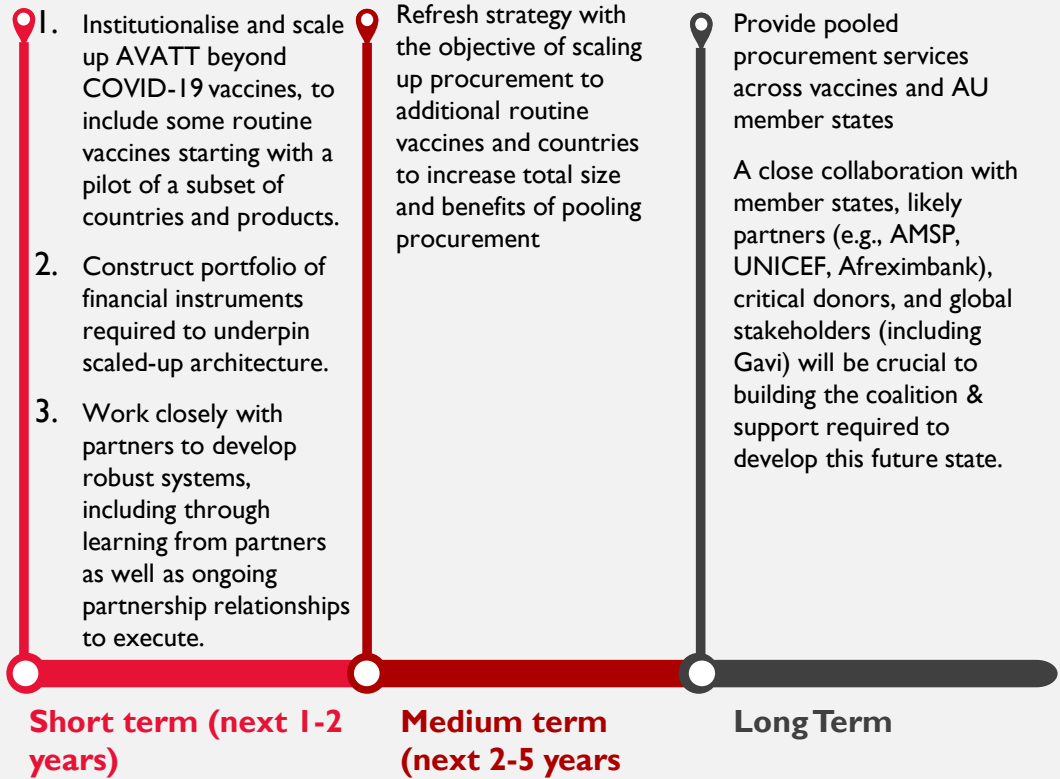 1. Institutionalise and scale
up AVATT beyond
COVID-19 vaccines, to
include some routine
vaccines starting with a
pilot of a subset of
countries and products.
2. Construct portfolio of
financial instruments
required to underpin
scaled-up architecture.
3. Work closely with
partners to develop
robust systems,
including through
learning from partners
as well as ongoing
partnership relationships
to execute.
Short term (next 1-2
years)
Refresh strategy with
the objective of scaling
up procurement to
additional routine
vaccines and countries
to increase total size
and benefits of pooling
procurement
Medium term
(next 2-5 years
Provide pooled
procurement services
across vaccines and AU
member states
A close collaboration with
member states, likely
partners (e.g., AMSP,
UNICEF, Afreximbank),
critical donors, and global
stakeholders (including
Gavi) will be crucial to
building the coalition &
support required to
develop this future state.
Long Term